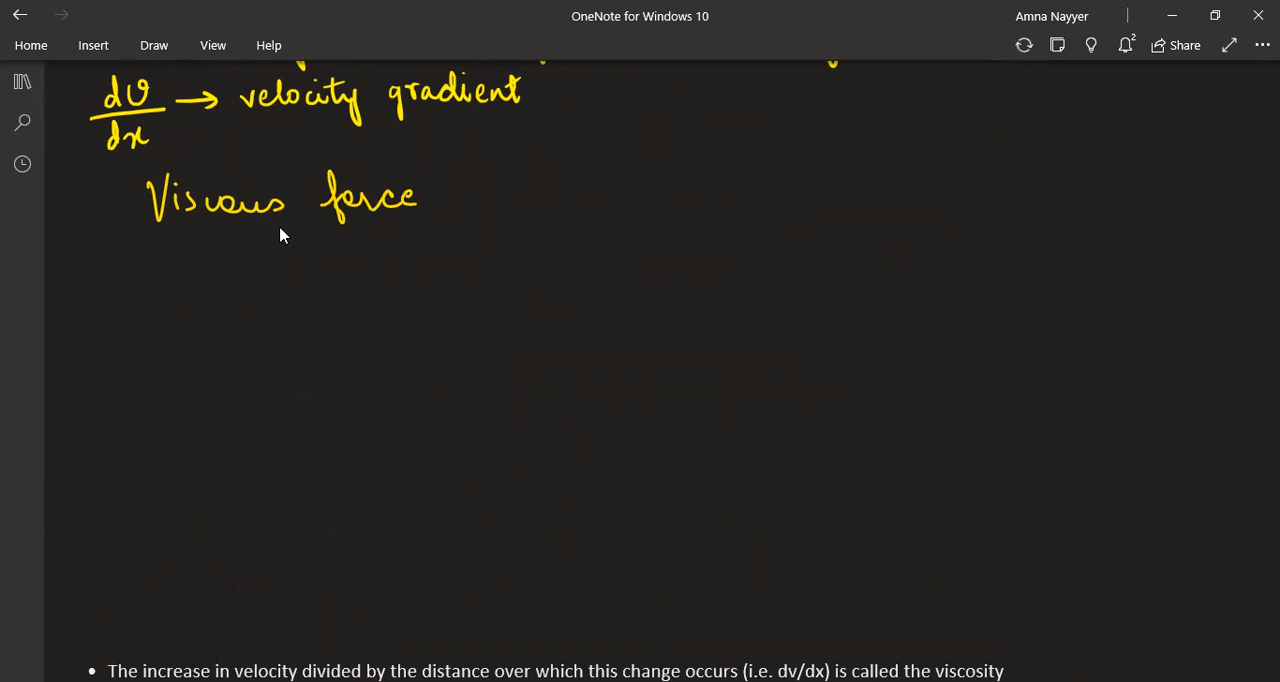 OneNote for Windows 10
Amna Nayyer
Home Insert Draw View Help
2 Share
dv/dx → velocity gradient
Viscous force
• The increase in velocity divided by the distance over which this change occurs (i.e. dv/dx) is called the viscosity